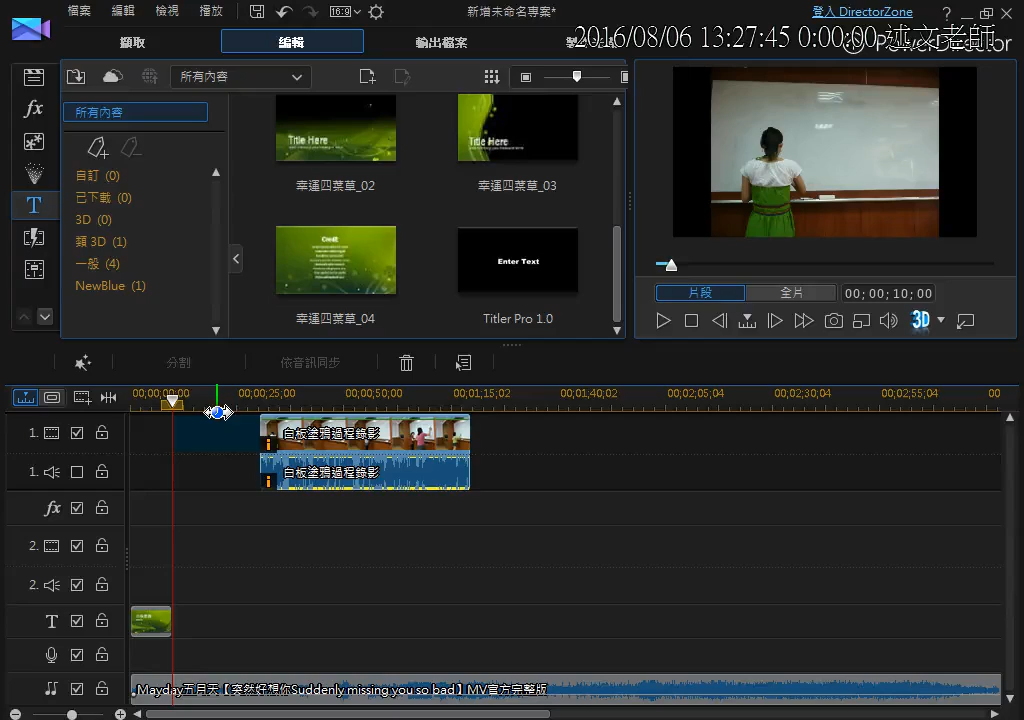 檔案 編輯 檢視 播放
16:9
新增未命名專案*
登入 DirectorZone
?
擷取
編輯
輸出檔案
2016/08/06 13:27:45 0:00:00 述文老師
PowerDirector
所有內容
所有內容
自訂 (0)
已下載 (0)
3D (0)
類 3D (1)
一般 (4)
NewBlue (1)
fx
T
Title Here
幸運四葉草_02
Title Here
幸運四葉草_03
Credit
幸運四葉草_04
Enter Text
Titler Pro 1.0
片段
全片
00; 00; 10; 00
3D
分割
依音訊同步
00;00;00;00 00;00;25;00 00;00;50;00 00;01;15;02 00;01;40;02 00;02;05;04 00;02;30;04 00;02;55;04 00
1. 白板塗鴉過程錄影
1. 白板塗鴉過程錄影
fx
2.
2.
T
Mayday五月天【突然好想你Suddenly missing you so bad】MV官方完整版